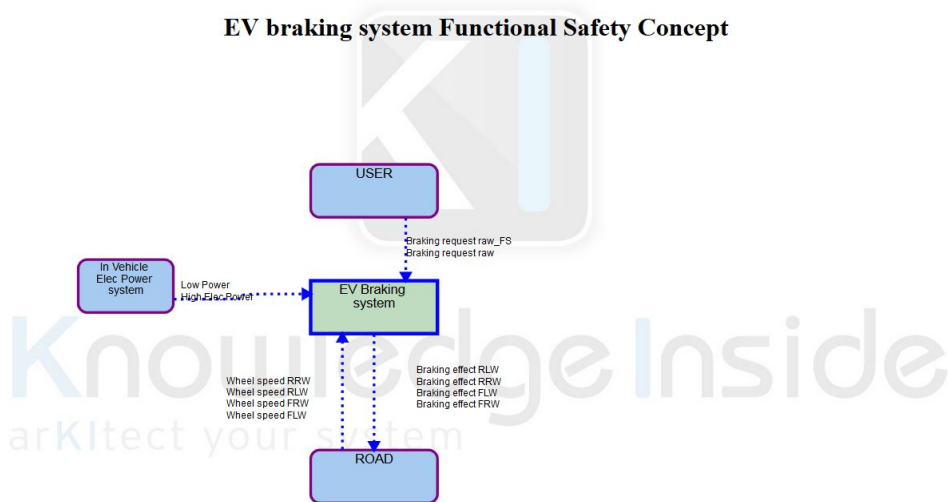 EV braking system Functional Safety Concept
KI
USER
Braking request raw_FS
Braking request raw
In Vehicle
Elec Power
system
Low Power
High Elec Power
EV Braking
system
KnowledgeInside
Wheel speed RRW
Wheel speed RLW
Wheel speed FRW
Wheel speed FLW
Braking effect RLW
Braking effect RRW
Braking effect FLW
Braking effect FRW
arKItect your system
ROAD